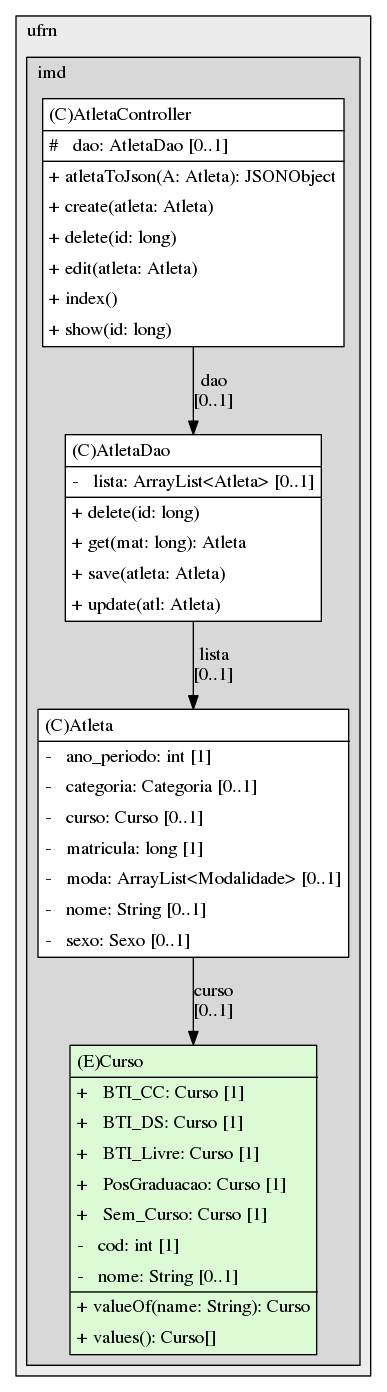 ufrn
imd
(C)AtletaController
# dao: AtletaDao [0..1]
+ atletaToJson(A: Atleta): JSONObject
+ create(atleta: Atleta)
+ delete(id: long)
+ edit(atleta: Atleta)
+ index()
+ show(id: long)
dao
[0..1]
(C)AtletaDao
- lista: ArrayList<Atleta> [0..1]
+ delete(id: long)
+ get(mat: long): Atleta
+ save(atleta: Atleta)
+ update(atl: Atleta)
lista
[0..1]
(C)Atleta
- ano_periodo: int [1]
- categoria: Categoria [0..1]
- curso: Curso [0..1]
- matricula: long [1]
- moda: ArrayList<Modalidade> [0..1]
- nome: String [0..1]
- sexo: Sexo [0..1]
curso
[0..1]
(E)Curso
+ BTI_CC: Curso [1]
+ BTI_DS: Curso [1]
+ BTI_Livre: Curso [1]
+ PosGraduacao: Curso [1]
+ Sem_Curso: Curso [1]
- cod: int [1]
- nome: String [0..1]
+ valueOf(name: String): Curso
+ values(): Curso[]